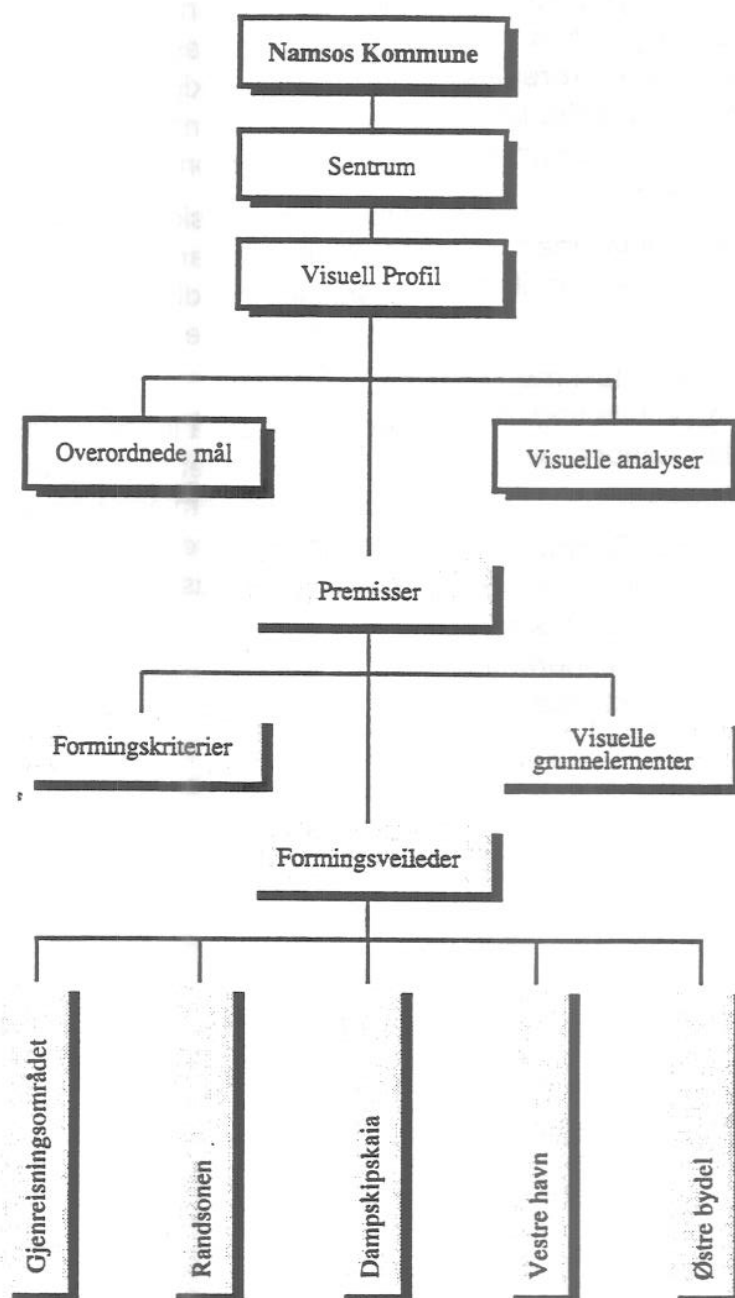 Namsos Kommune
Sentrum
Visuell Profil
Overordnede mål
Visuelle analyser
Premisser
Formingskriterier
Visuelle
grunnelementer
Formingsveileder
Gjenreisningsområdet
Randsonen
Dampskipskaia
Vestre havn
Østre bydel